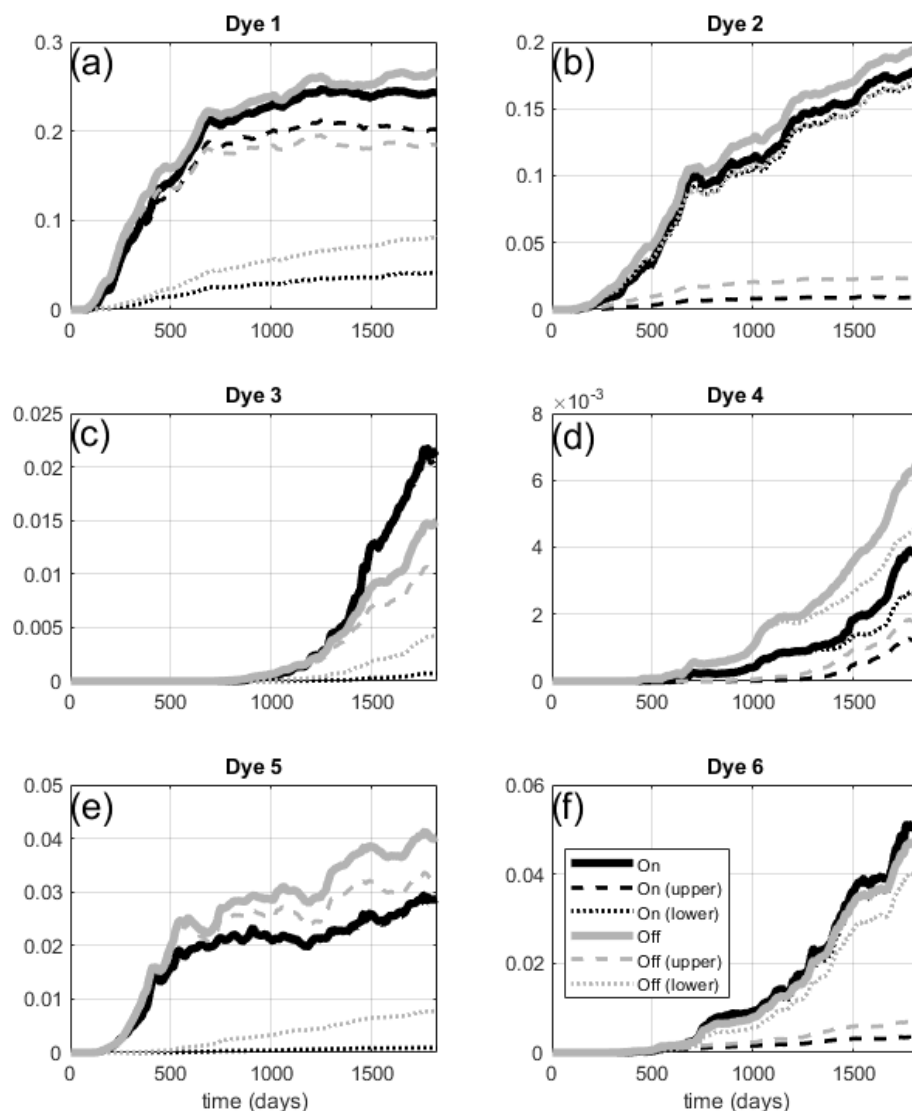 Dye 1
Dye 2
(a)
(b)
0.3
0.2
0.1
0
0.2
0.15
0.1
0.05
0
0 500 1000 1500
0 500 1000 1500
Dye 3
Dye 4
×10⁻³
(c)
(d)
0.025
0.02
0.015
0.01
0.005
0
8
6
4
2
0
0 500 1000 1500
0 500 1000 1500
Dye 5
Dye 6
(e)
(f)
0.05
0.04
0.03
0.02
0.01
0
0.06
0.04
0.02
0
On
On (upper)
On (lower)
Off
Off (upper)
Off (lower)
0 500 1000 1500
0 500 1000 1500
time (days)
time (days)